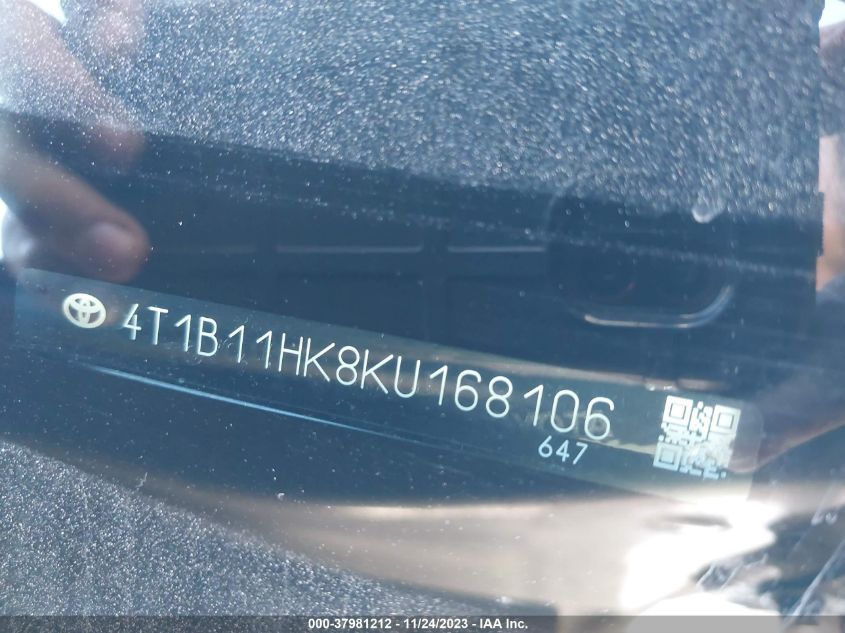 4T1B11HK8KU168106
647
000-37981212 - 11/24/2023 - IAA Inc.